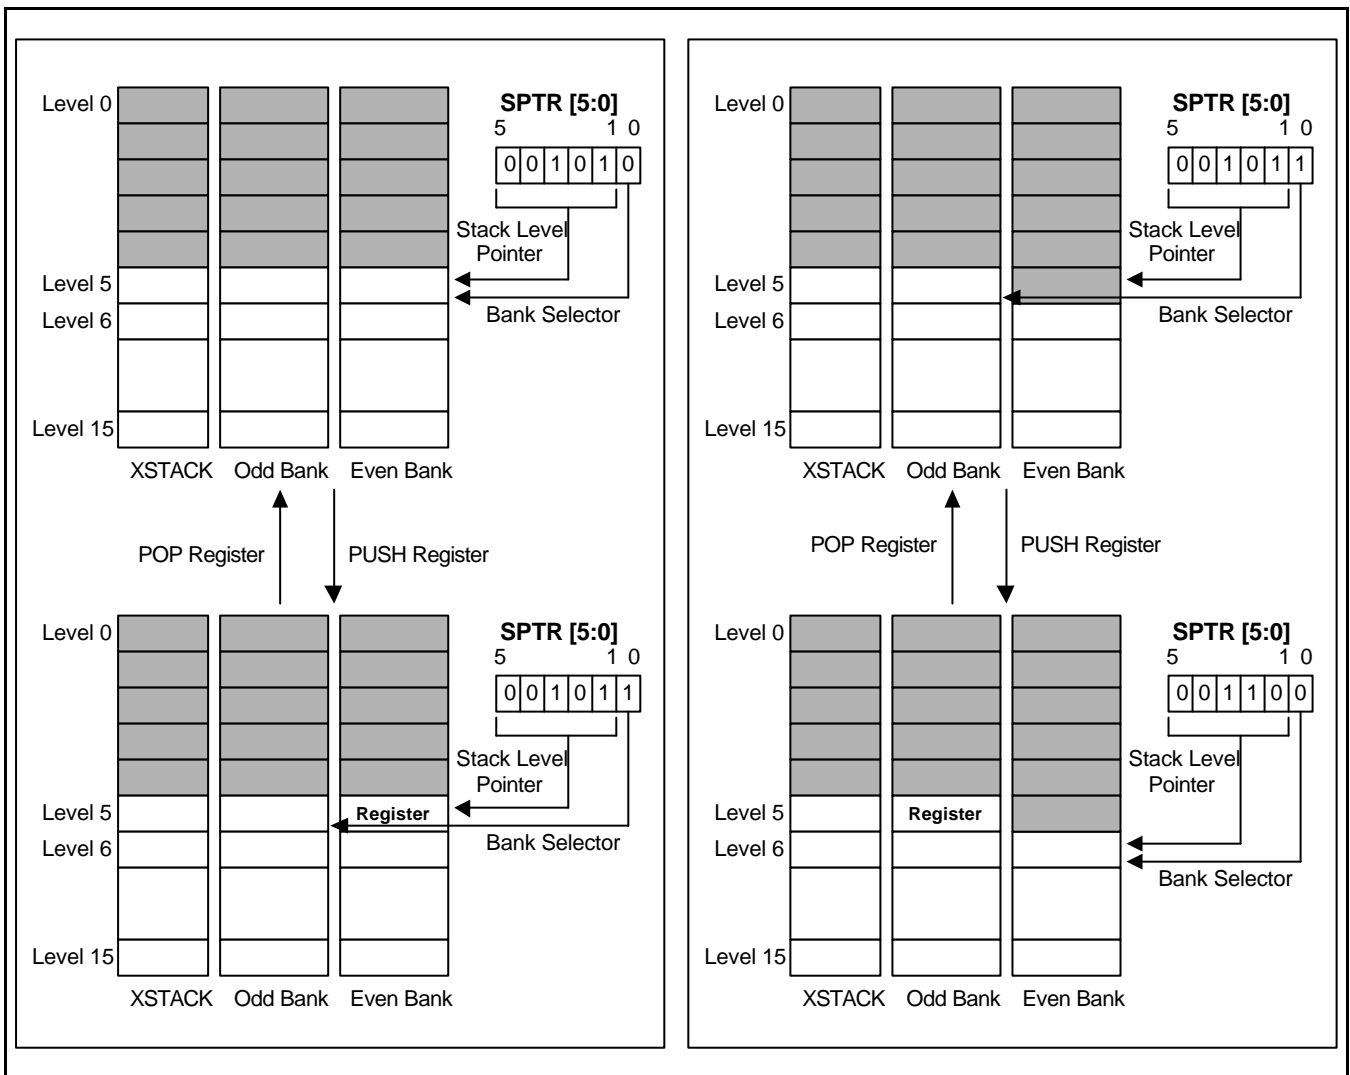 Level 0
SPTR [5:0]
5 1 0
0 0 1 0 1 0
Stack Level
Pointer
Level 5
Level 6
Bank Selector
Level 15
XSTACK Odd Bank Even Bank
POP Register PUSH Register
Level 0
SPTR [5:0]
5 1 0
0 0 1 0 1 1
Stack Level
Pointer
Level 5
Register
Level 6
Bank Selector
Level 15
XSTACK Odd Bank Even Bank
Level 0
SPTR [5:0]
5 1 0
0 0 1 0 1 1
Stack Level
Pointer
Level 5
Level 6
Bank Selector
Level 15
XSTACK Odd Bank Even Bank
POP Register PUSH Register
Level 0
SPTR [5:0]
5 1 0
0 0 1 1 0 0
Stack Level
Pointer
Level 5
Register
Level 6
Bank Selector
Level 15
XSTACK Odd Bank Even Bank